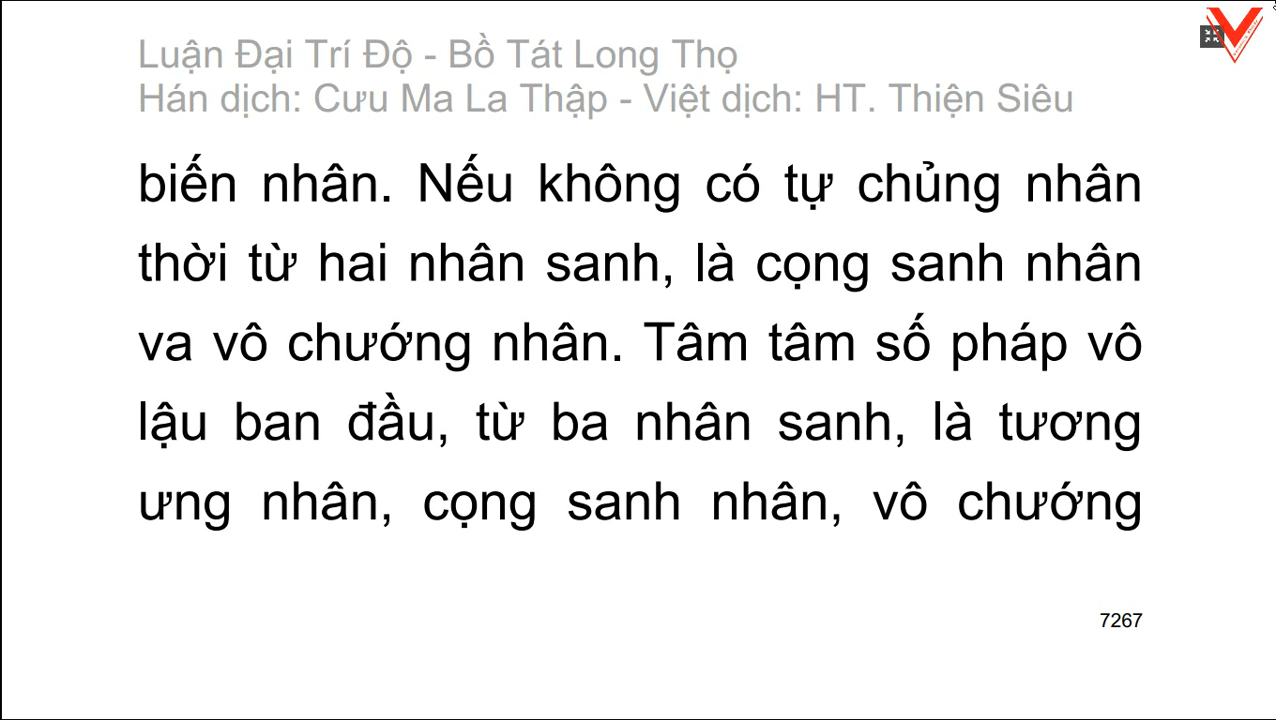 Luận Đại Trí Độ - Bồ Tát Long Thọ
Hán dịch: Cưu Ma La Thập - Việt dịch: HT. Thiện Siêu
biến nhân. Nếu không có tự chủng nhân
thời từ hai nhân sanh, là cọng sanh nhân
va vô chướng nhân. Tâm tâm số pháp vô
lậu ban đầu, từ ba nhân sanh, là tương
ưng nhân, cọng sanh nhân, vô chướng
7267